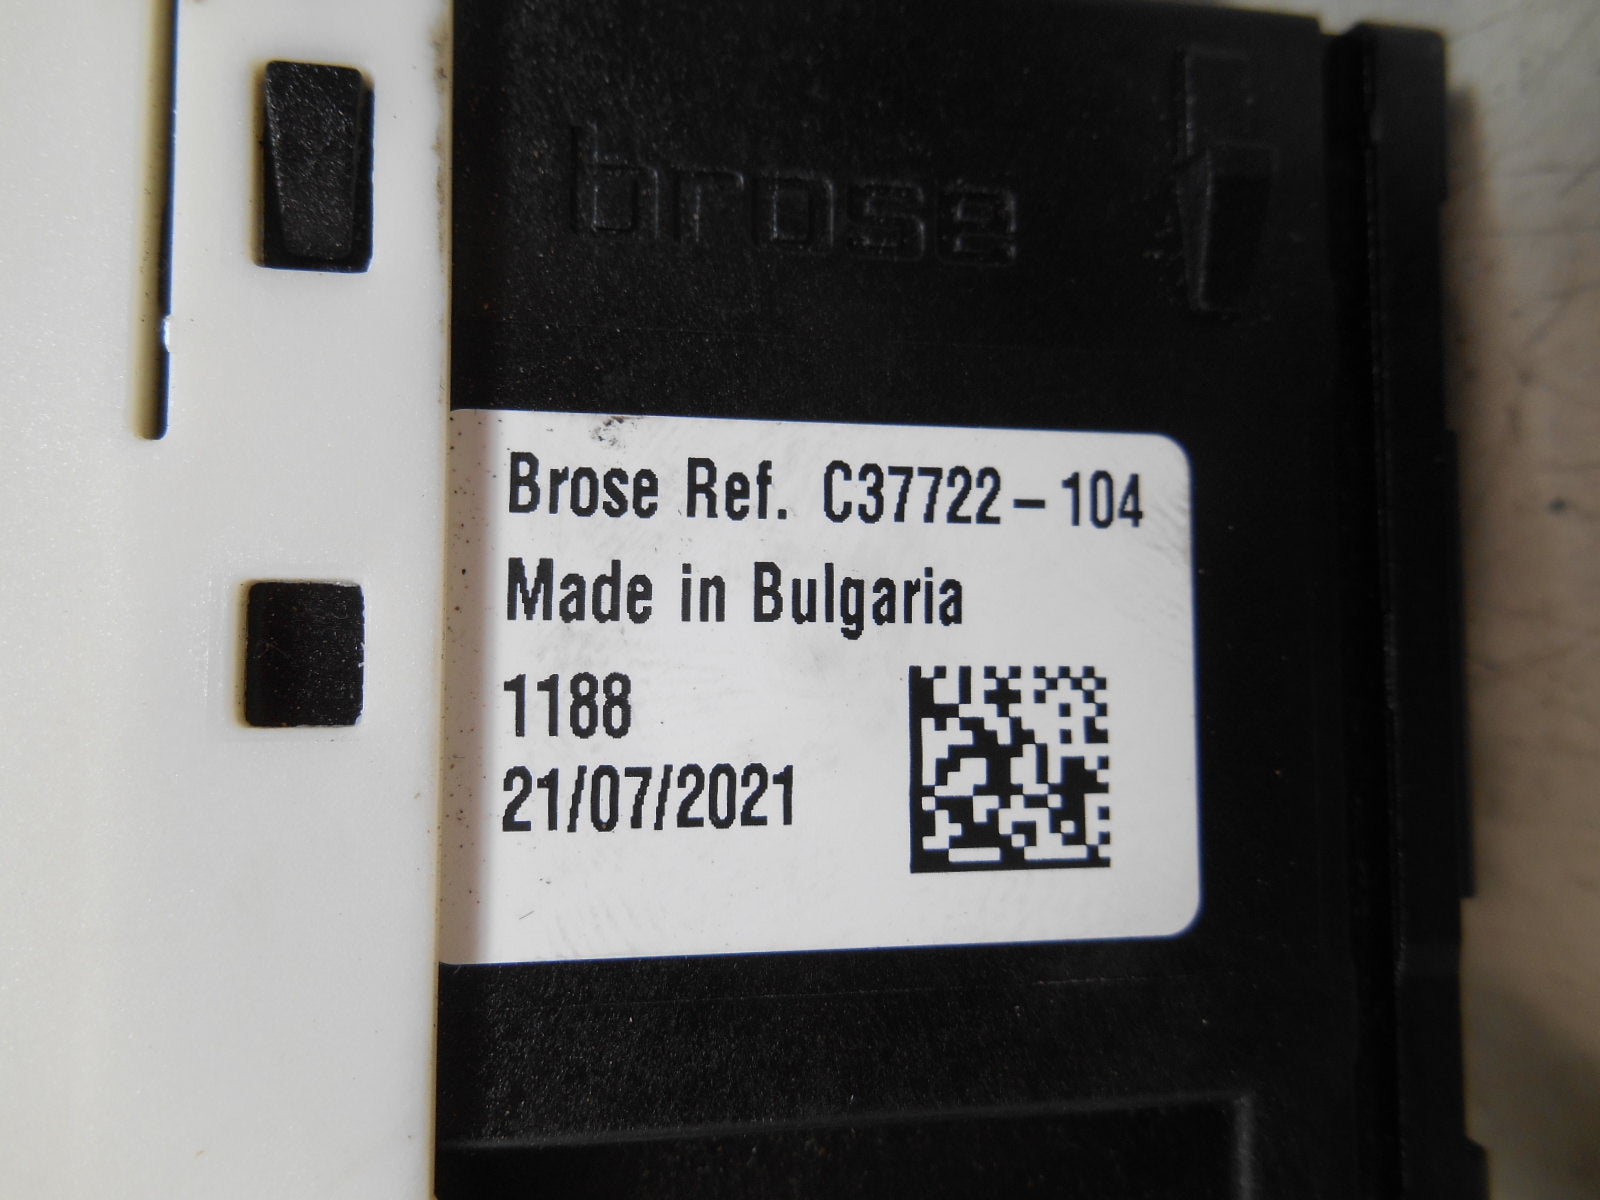 brose
Brose Ref. C37722-104
Made in Bulgaria
1188
21/07/2021